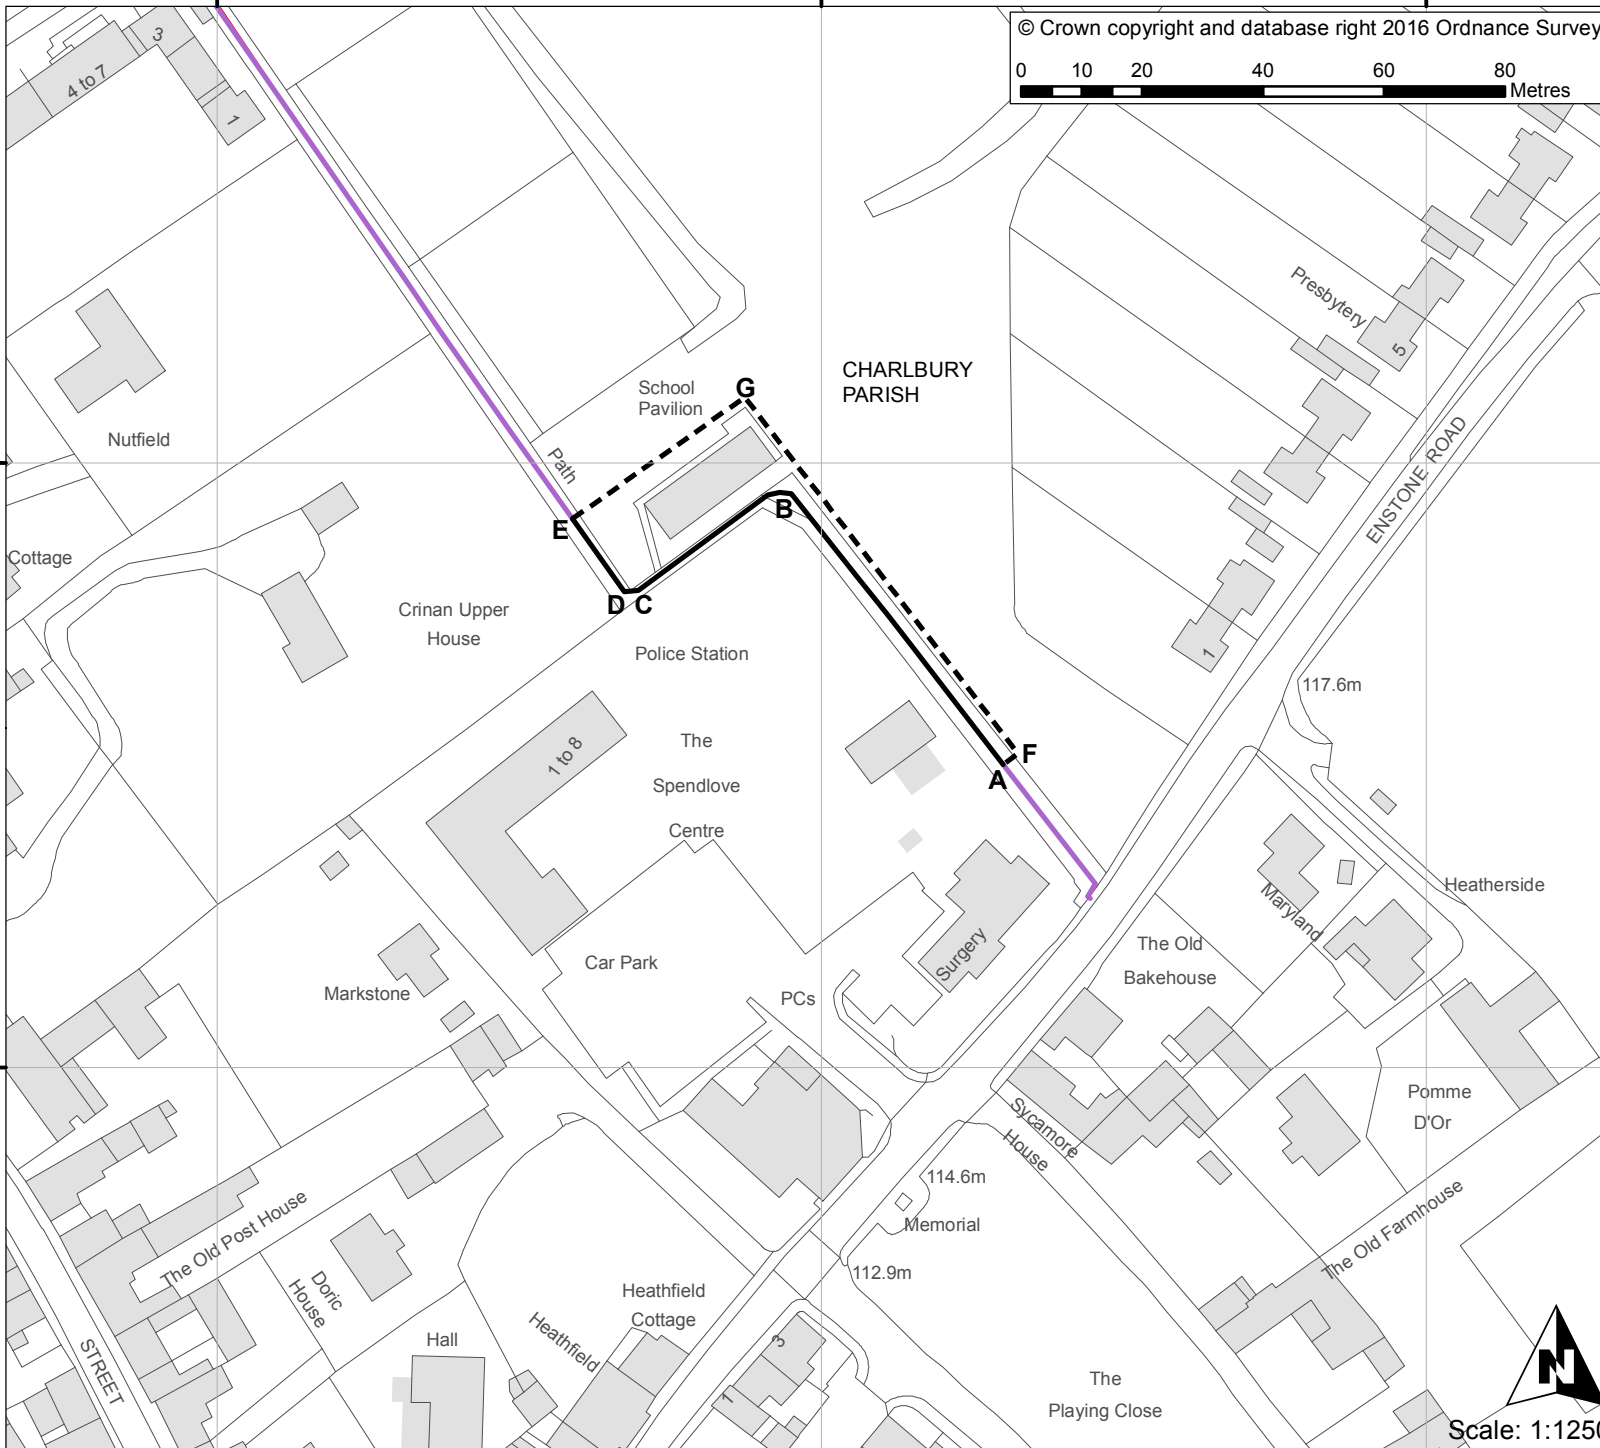 © Crown copyright and database right 2016 Ordnance Survey
0 10 20 40 60 80
Metres
3
4 to 7
1
Presbytery
5
CHARLBURY
PARISH
G
School
Pavilion
Nutfield
Path
ENSTONE ROAD
B
E
Cottage
D C
Crinan Upper
House
Police Station
1
117.6m
The
Spendlove
Centre
1 to 8
F
A
Heatherside
Maryland
The Old
Bakehouse
Surgery
Car Park
Markstone
PCs
Pomme
D'Or
Sycamore
House
114.6m
Memorial
The Old Farmhouse
The Old Post House
112.9m
Doric
House
Heathfield
Cottage
Heathfield
Hall
3
1
STREET
The
Playing Close
N
Scale: 1:1250